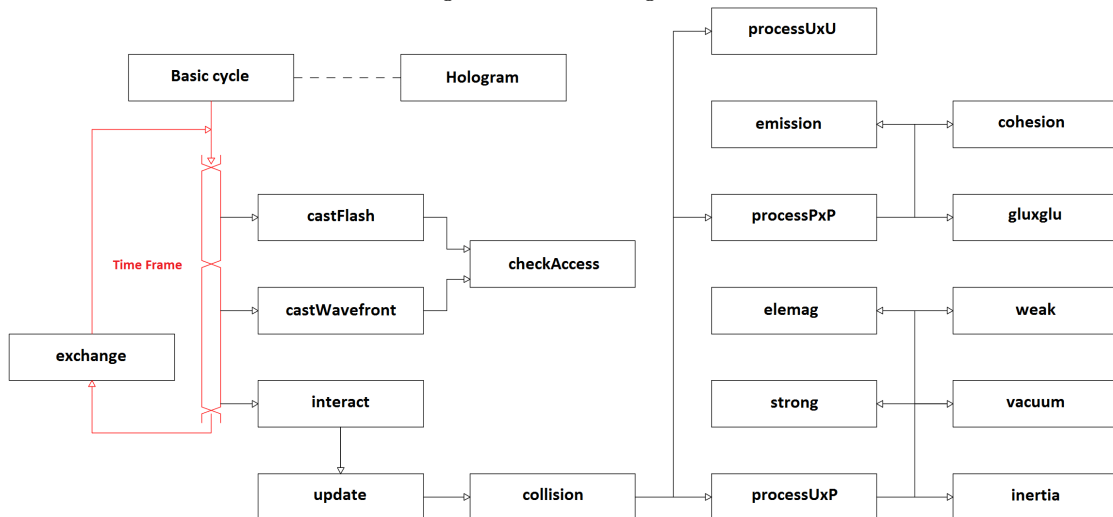 processUxU
Basic cycle
Hologram
emission
cohesion
castFlash
processPxP
gluxglu
checkAccess
Time Frame
castWavefront
elemag
weak
exchange
interact
strong
vacuum
update
collision
processUxP
inertia